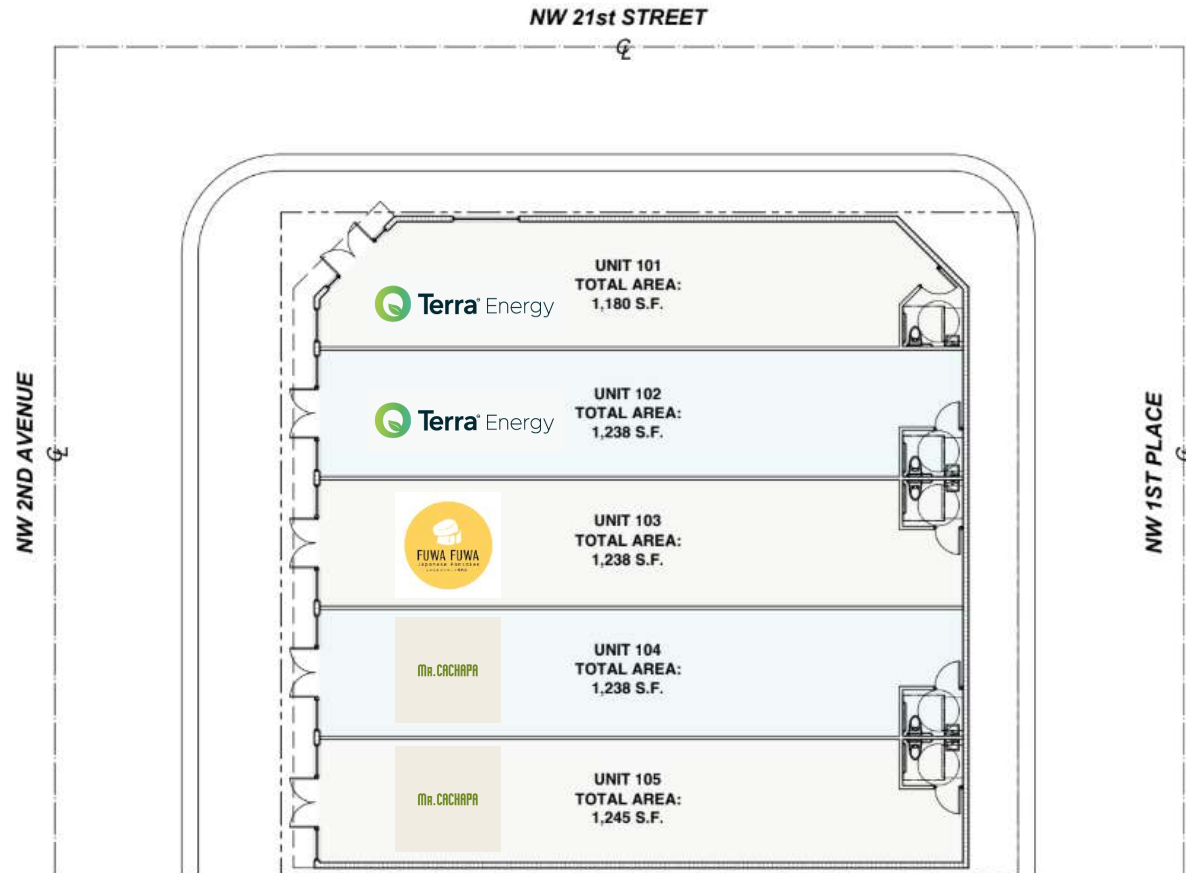 NW 21st STREET
NW 2ND AVENUE
NW 1ST PLACE
UNIT 101
TOTAL AREA:
1,180 S.F.
Terra Energy
UNIT 102
TOTAL AREA:
1,238 S.F.
Terra Energy
UNIT 103
TOTAL AREA:
1,238 S.F.
FUWA FUWA
Japanese Pancakes
UNIT 104
TOTAL AREA:
1,238 S.F.
MR.CACHAPA
UNIT 105
TOTAL AREA:
1,245 S.F.
MR.CACHAPA